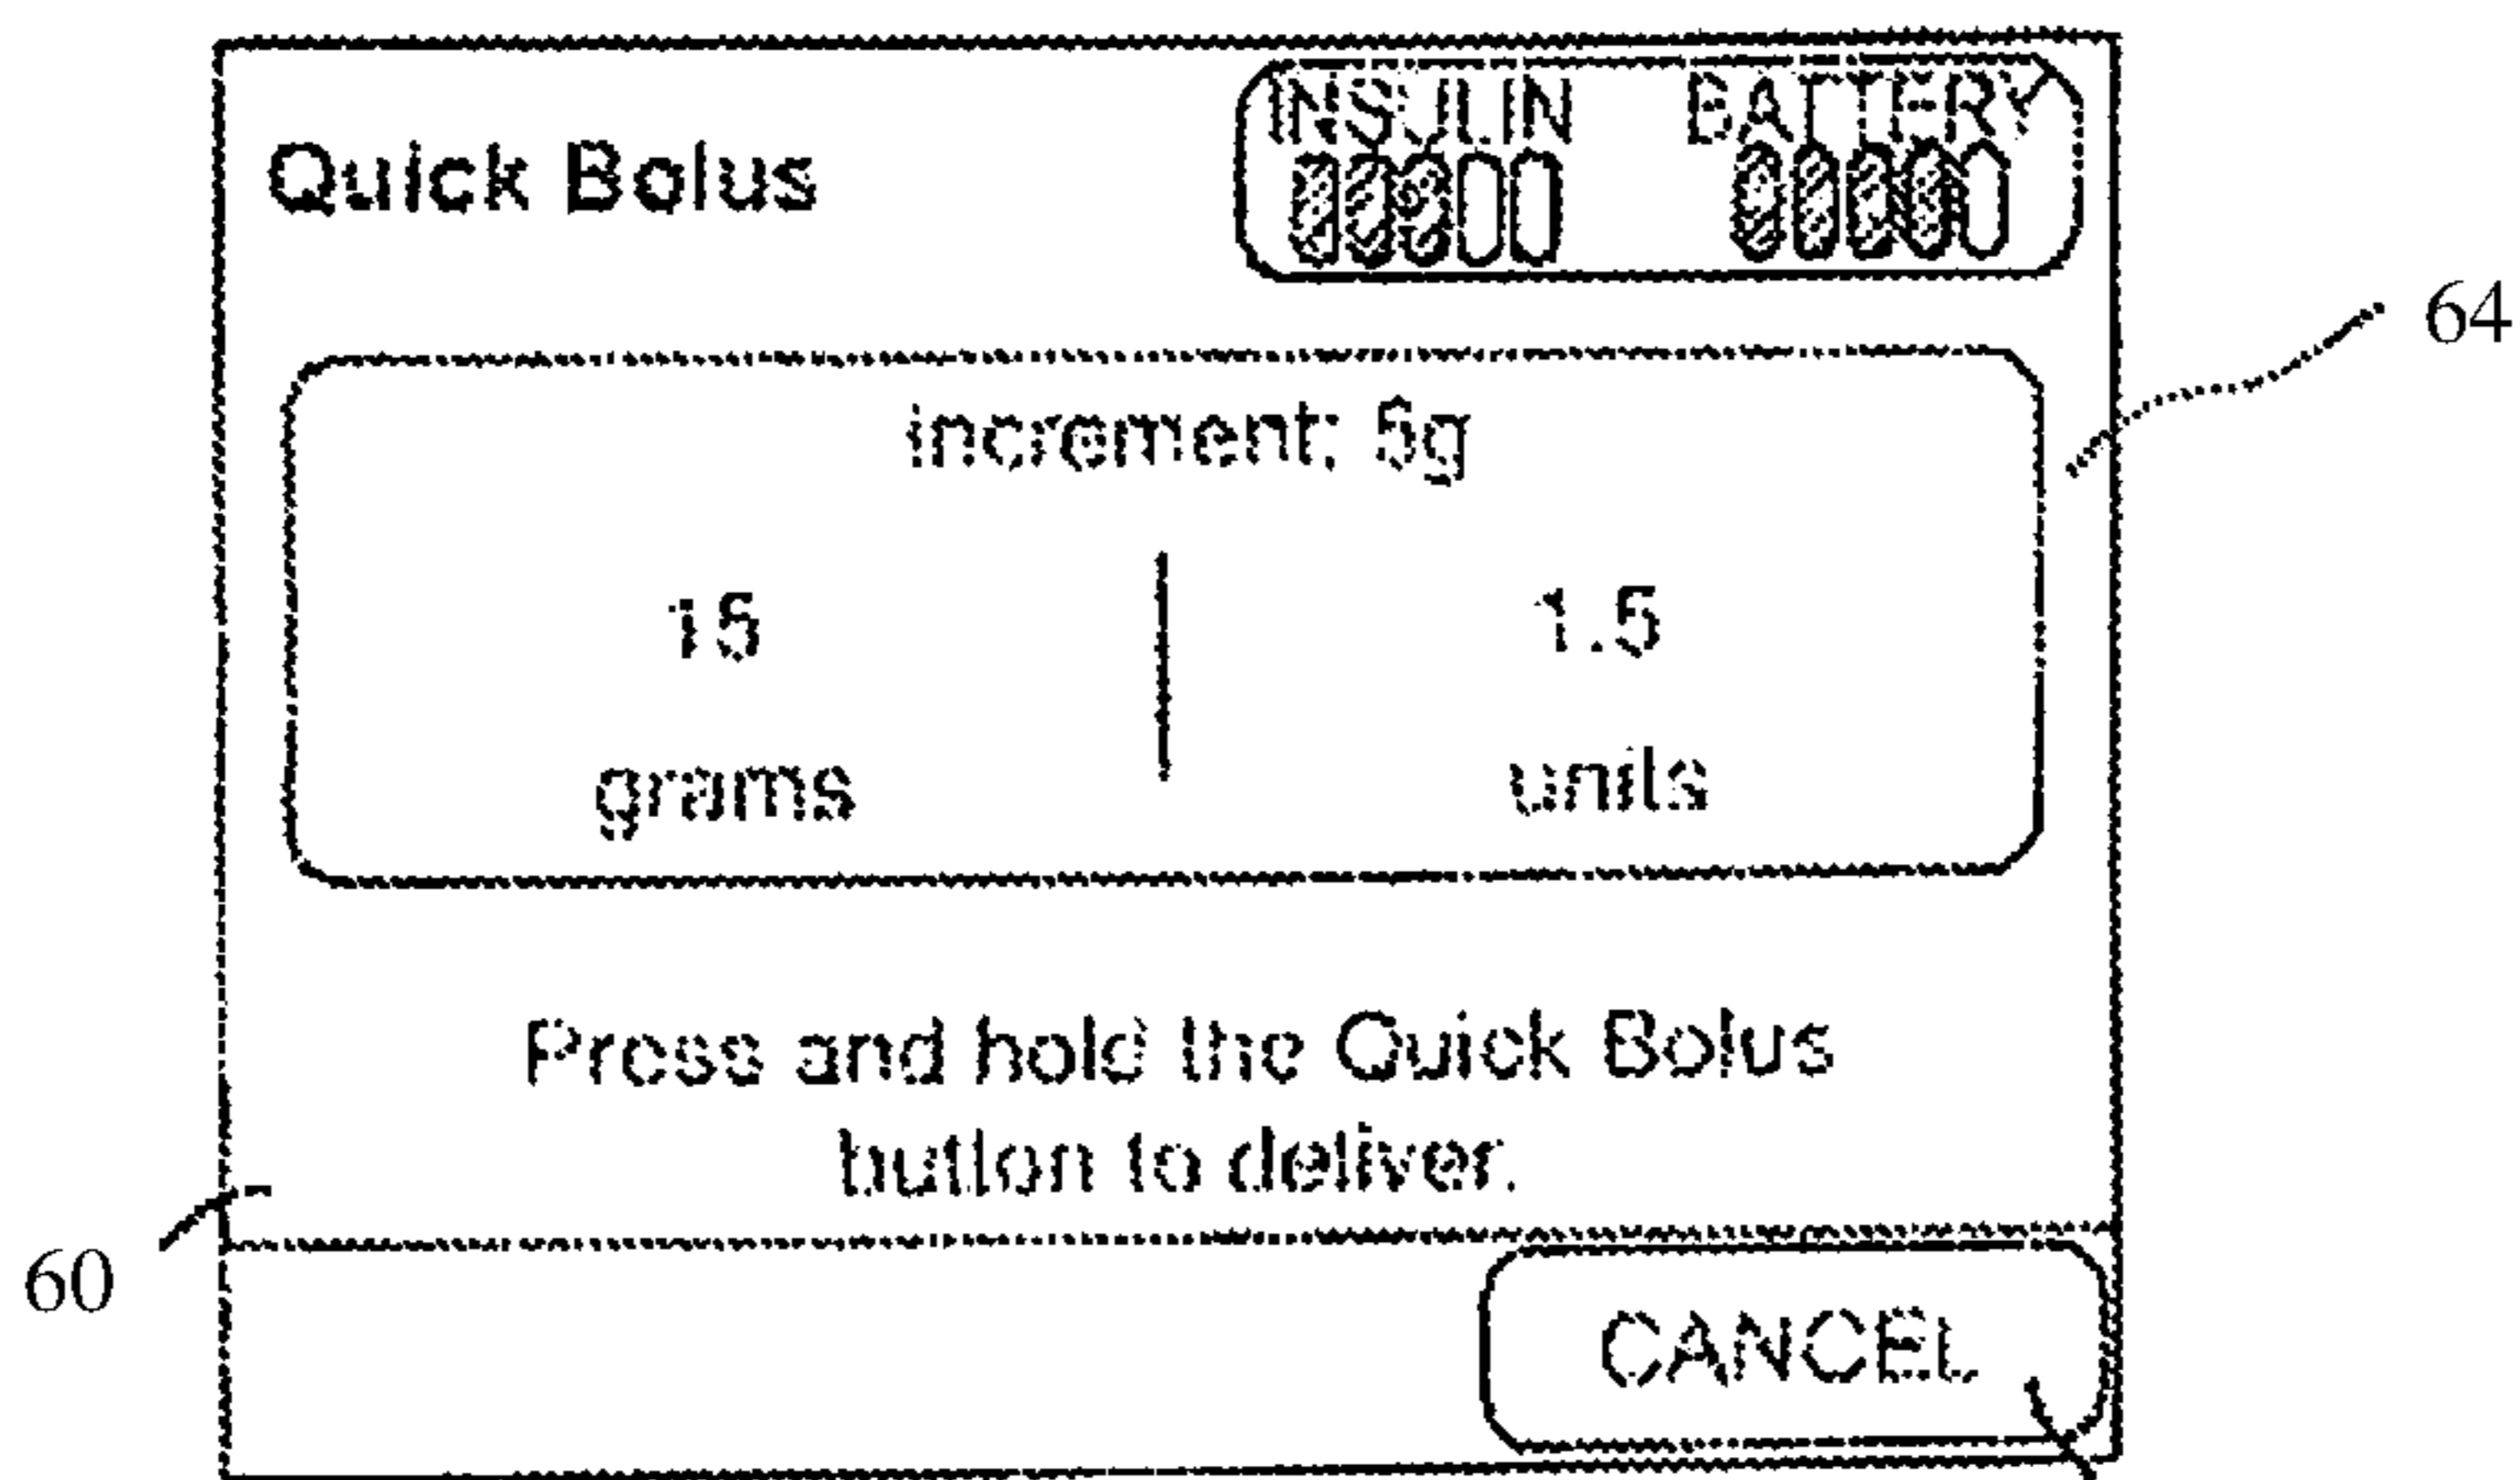 INSULIN BATTERY
Quick Bolus
64
increment: 5g
15 1.5
grams units
Press and hold the Quick Bolus
button to deliver.
60
CANCEL